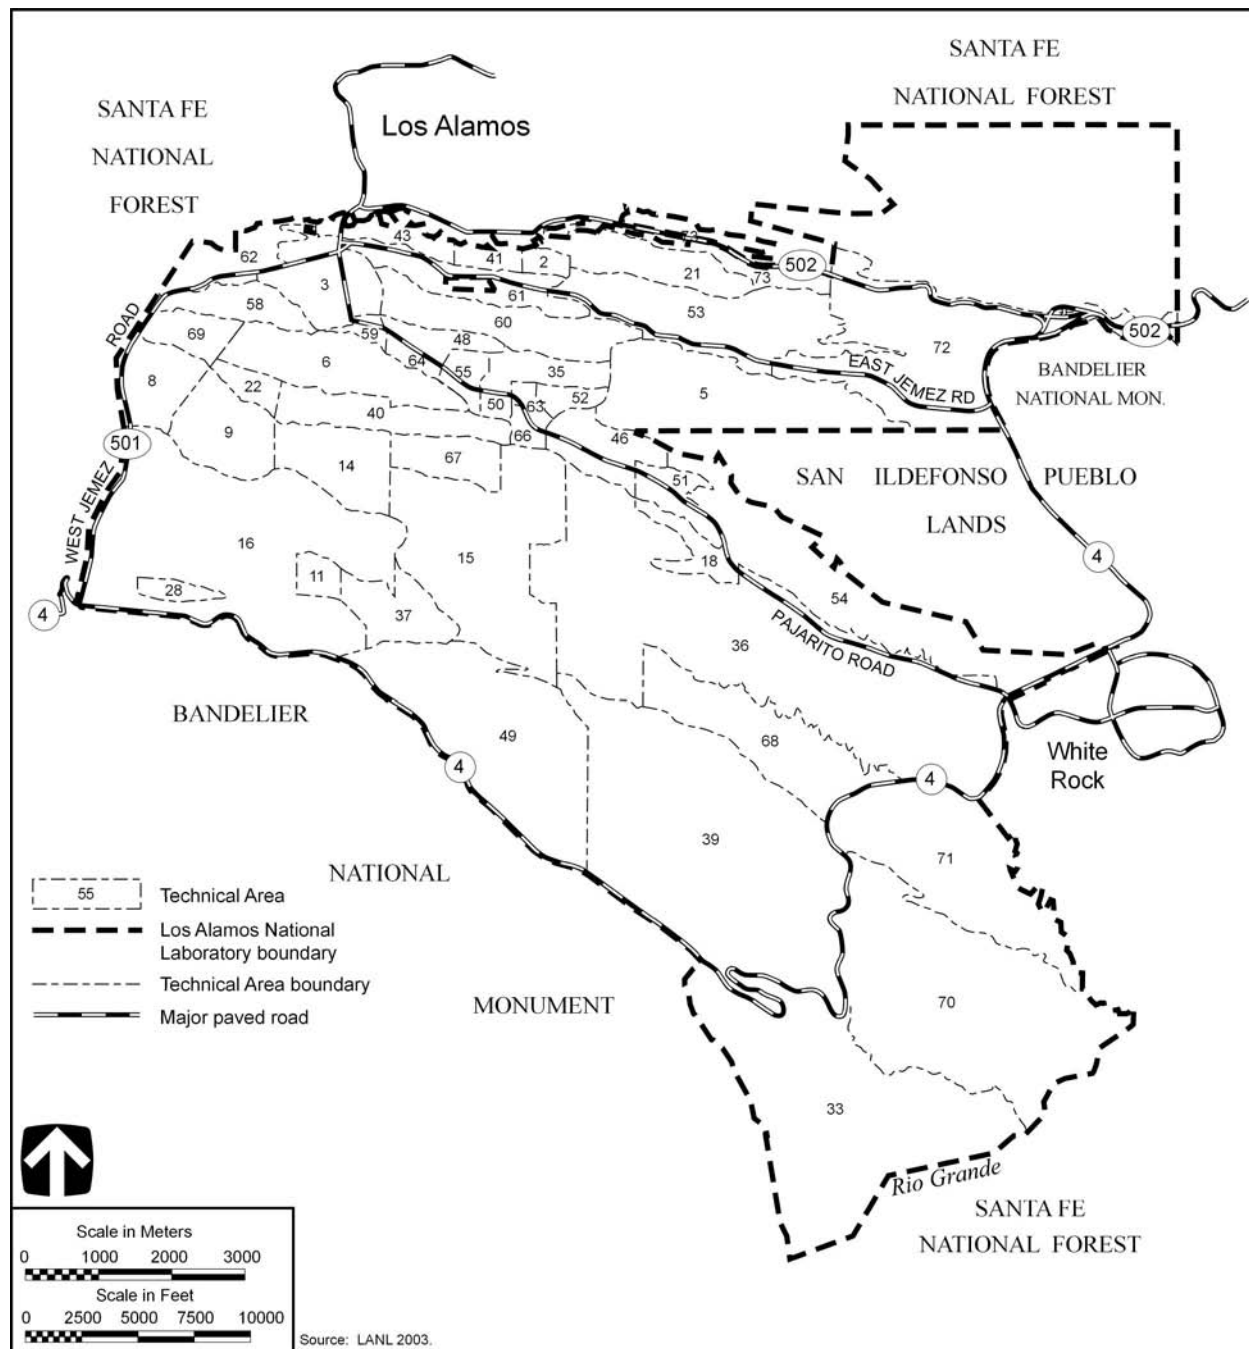 SANTA FE
NATIONAL FOREST
SANTA FE
NATIONAL
FOREST
Los Alamos
43
62
41
2
21
73
73
502
3
61
53
58
60
59
48
72
502
69
64
6
55
35
EAST JEMEZ RD
BANDELIER
NATIONAL MON.
ROAD
8
22
50
63
52
5
40
66
46
501
9
14
67
51
SAN ILDEFONSO PUEBLO
LANDS
WEST JEMEZ
16
15
18
4
11
28
54
4
37
36
PAJARITO ROAD
BANDELIER
49
68
White
Rock
4
4
39
71
NATIONAL
55 Technical Area
Los Alamos National
Laboratory boundary
Technical Area boundary
Major paved road
MONUMENT
70
33
Rio Grande
SANTA FE
NATIONAL FOREST
Scale in Meters
0 1000 2000 3000
Scale in Feet
0 2500 5000 7500 10000
Source: LANL 2003.